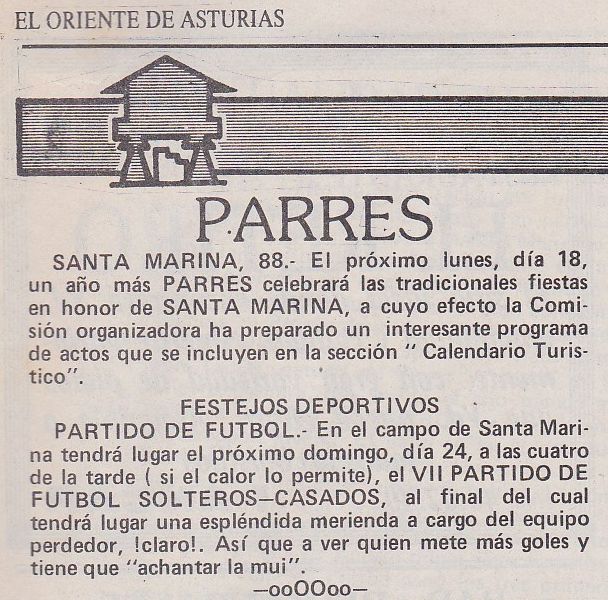 EL ORIENTE DE ASTURIAS
PARRES
SANTA MARINA, 88.- El próximo lunes, día 18,
un año más PARRES celebrará las tradicionales fiestas
en honor de SANTA MARINA, a cuyo efecto la Comi-
sión organizadora ha preparado un interesante programa
de actos que se incluyen en la sección " Calendario Turis-
tico".
FESTEJOS DEPORTIVOS
PARTIDO DE FUTBOL.- En el campo de Santa Mari-
na tendrá lugar el próximo domingo, día 24, a las cuatro
de la tarde ( si el calor lo permite), el VII PARTIDO DE
FUTBOL SOLTEROS—CASADOS, al final del cual
tendrá lugar una espléndida merienda a cargo del equipo
perdedor, !claro!. Así que a ver quien mete más goles y
tiene que "achantar la mui".
—ooOOoo—